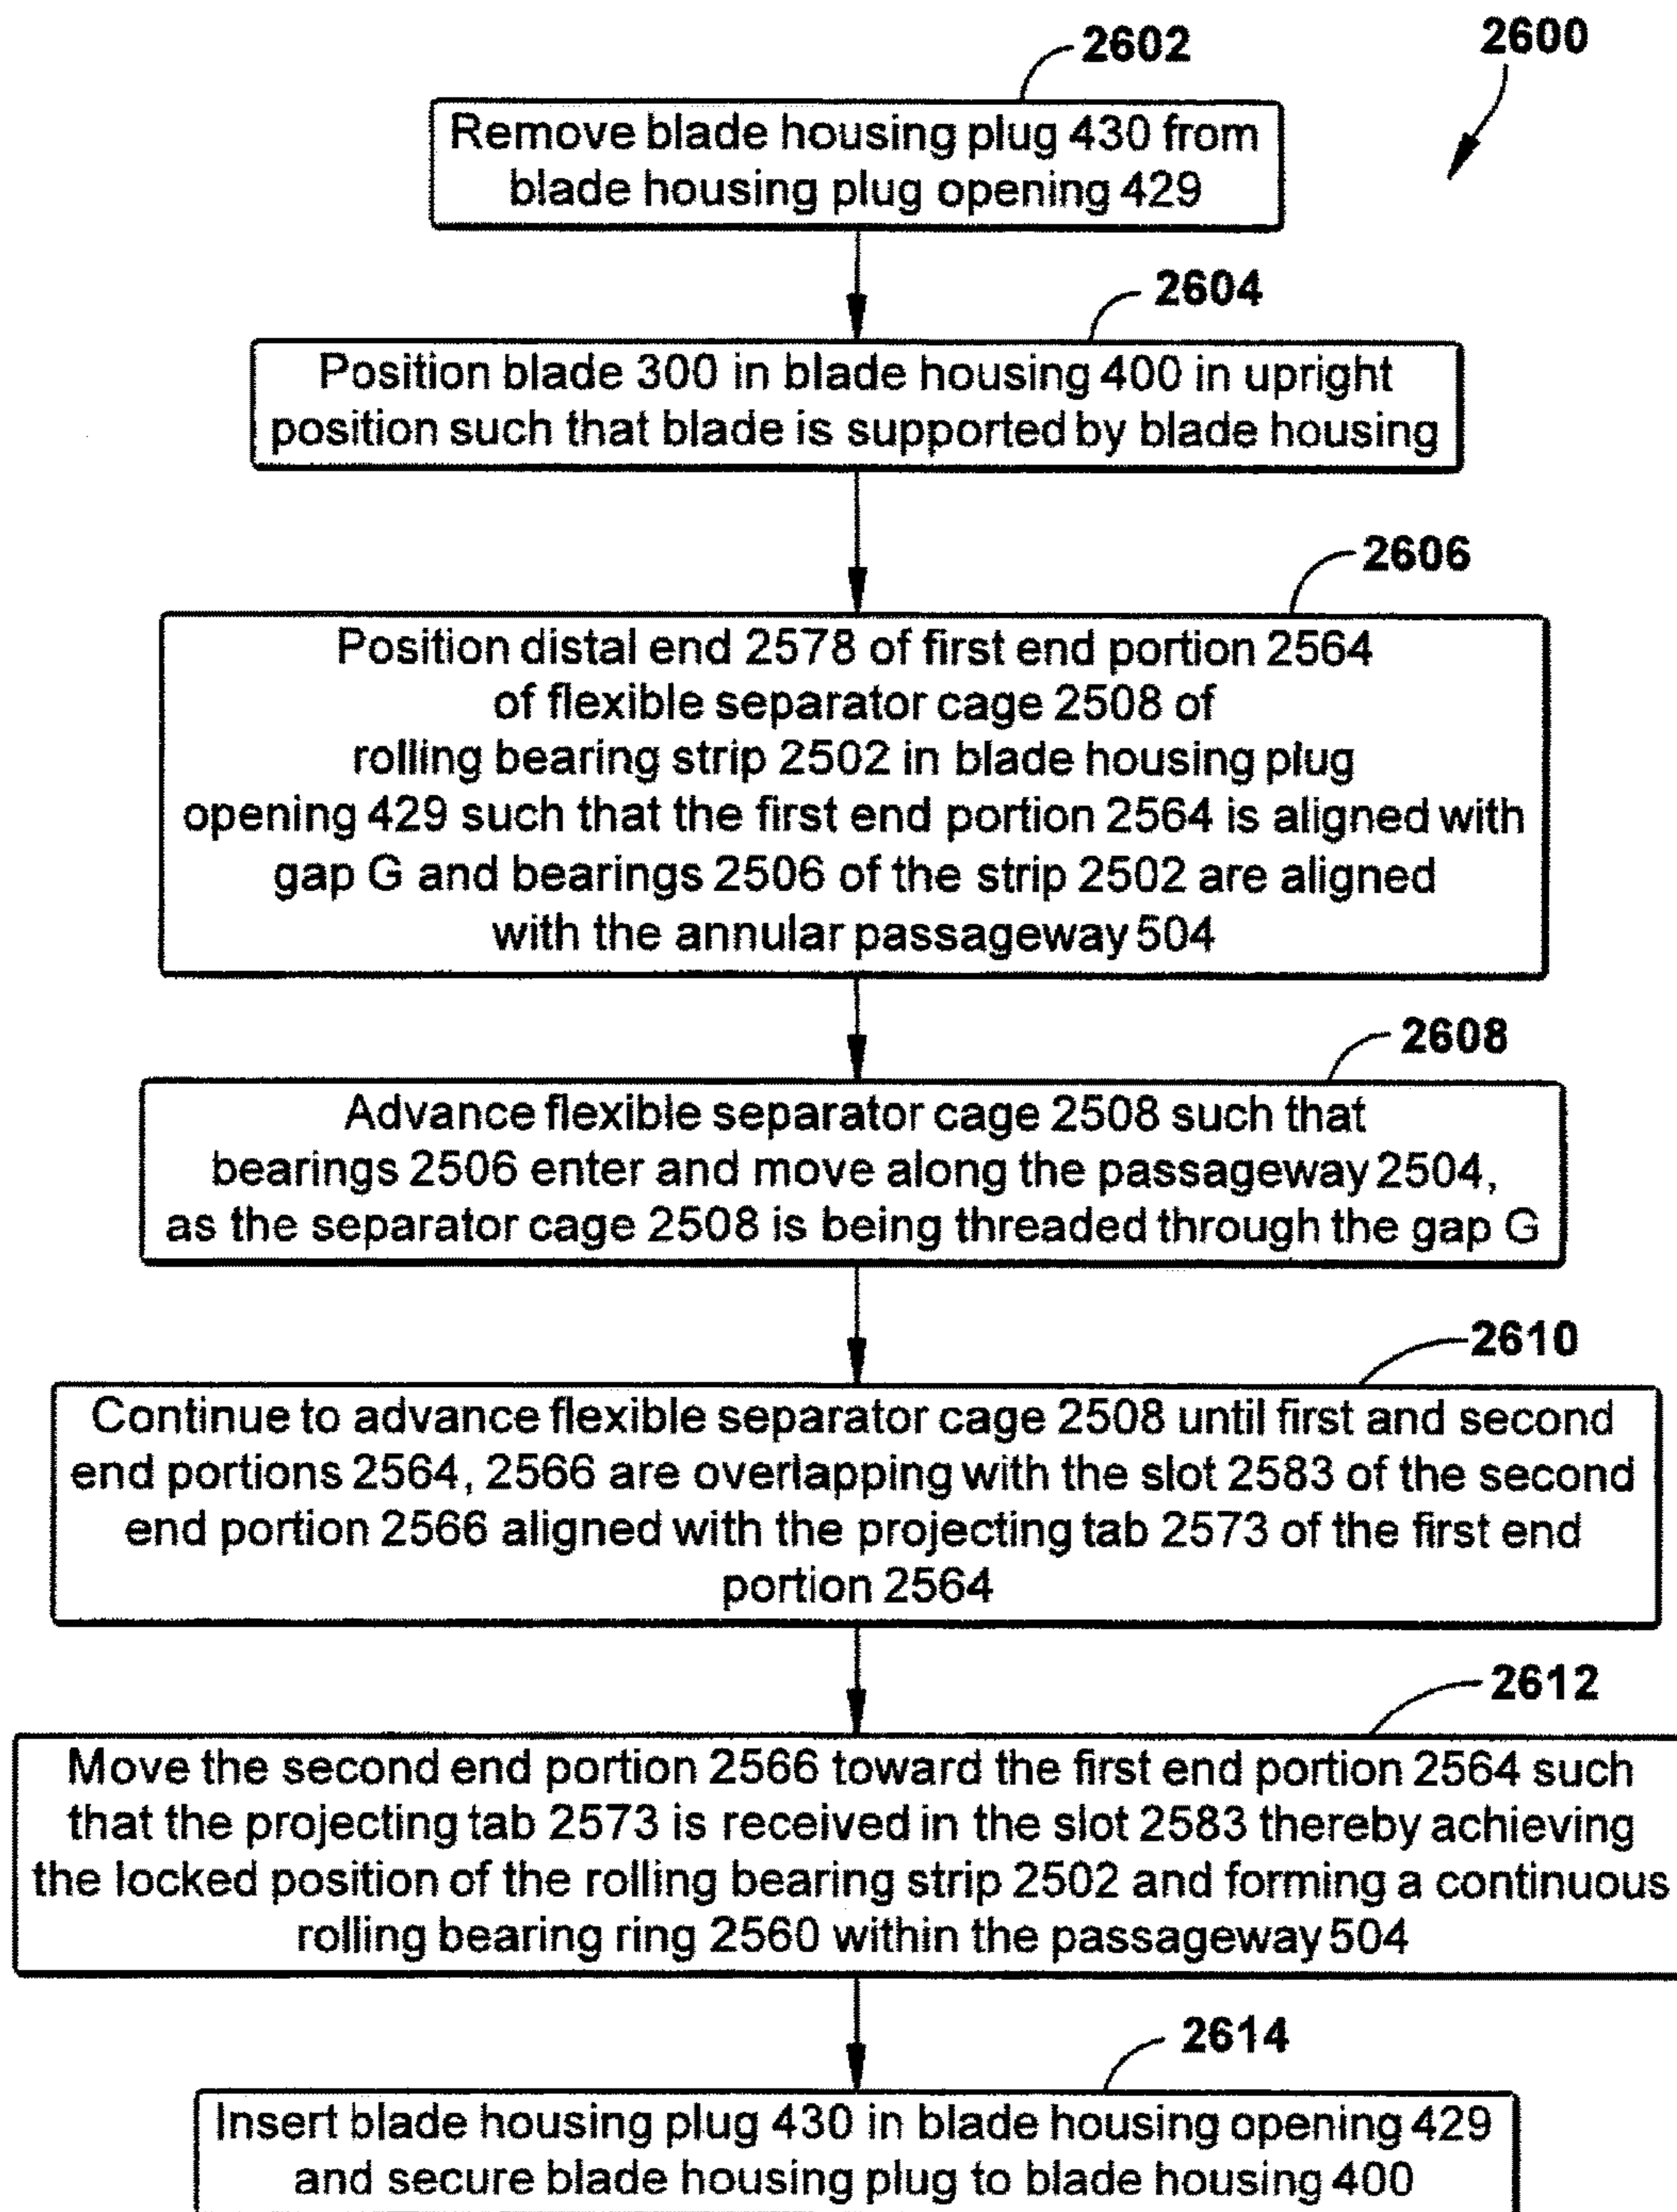 2602
2600
Remove blade housing plug 430 from
blade housing plug opening 429
2604
Position blade 300 in blade housing 400 in upright
position such that blade is supported by blade housing
2606
Position distal end 2578 of first end portion 2564
of flexible separator cage 2508 of
rolling bearing strip 2502 in blade housing plug
opening 429 such that the first end portion 2564 is aligned with
gap G and bearings 2506 of the strip 2502 are aligned
with the annular passageway 504
2608
Advance flexible separator cage 2508 such that
bearings 2506 enter and move along the passageway 2504,
as the separator cage 2508 is being threaded through the gap G
2610
Continue to advance flexible separator cage 2508 until first and second
end portions 2564, 2566 are overlapping with the slot 2583 of the second
end portion 2566 aligned with the projecting tab 2573 of the first end
portion 2564
2612
Move the second end portion 2566 toward the first end portion 2564 such
that the projecting tab 2573 is received in the slot 2583 thereby achieving
the locked position of the rolling bearing strip 2502 and forming a continuous
rolling bearing ring 2560 within the passageway 504
2614
Insert blade housing plug 430 in blade housing opening 429
and secure blade housing plug to blade housing 400